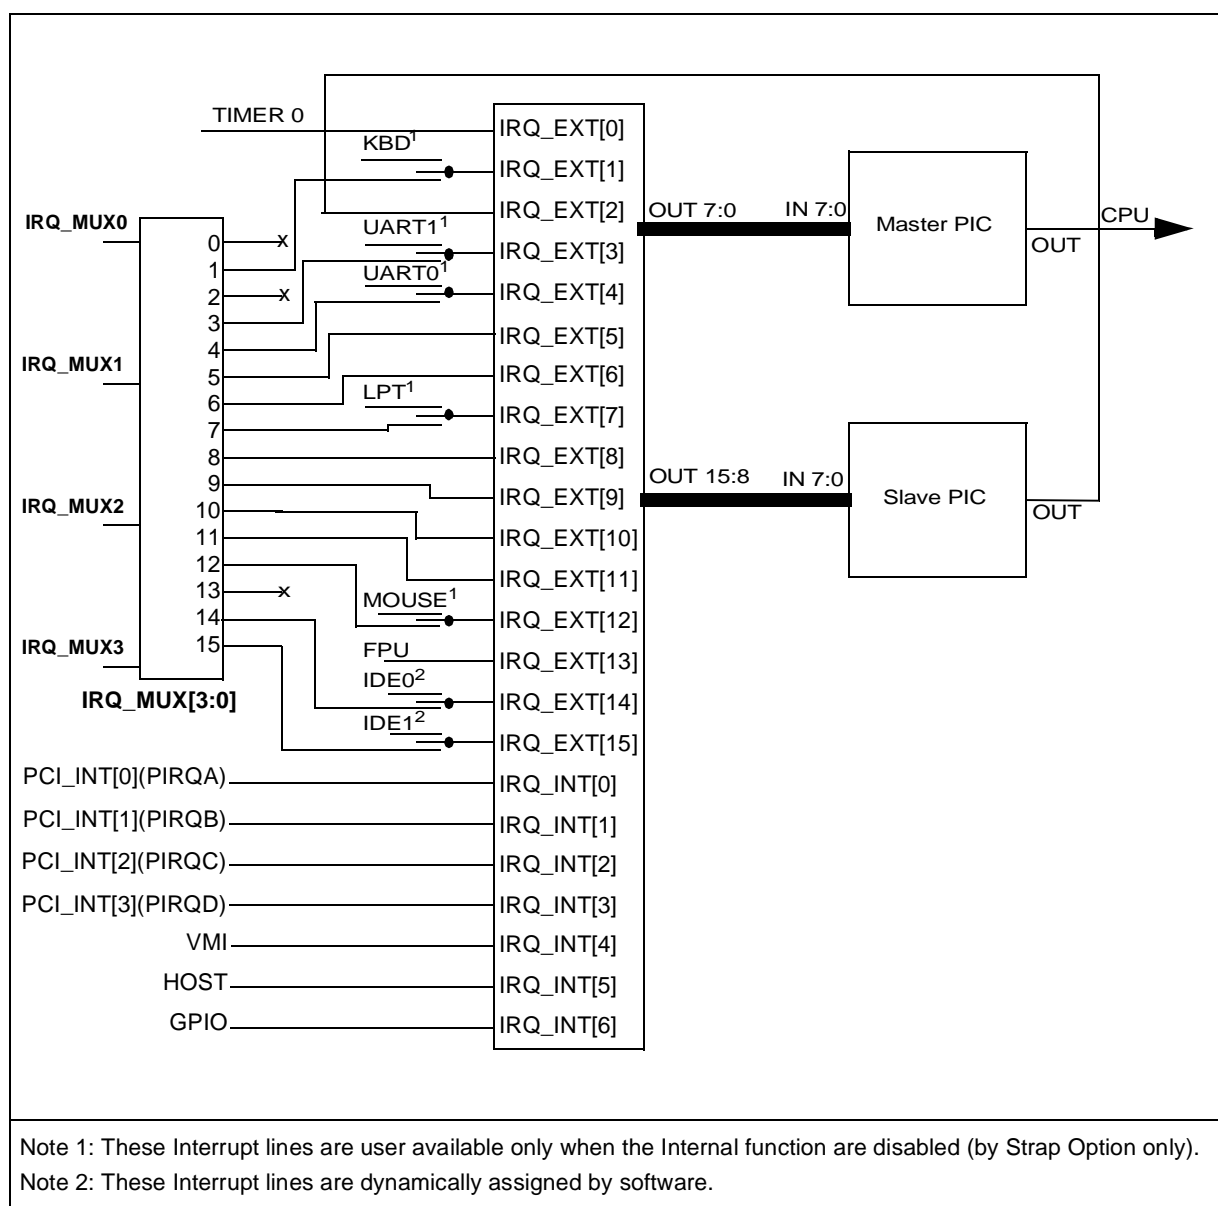 TIMER 0
KBD¹
UART1¹
UART0¹
LPT¹
MOUSE¹
FPU
IDE0²
IDE1²
IRQ_MUX0
IRQ_MUX1
IRQ_MUX2
IRQ_MUX3
0
1
2
3
4
5
6
7
8
9
10
11
12
13
14
15
x
x
x
IRQ_MUX[3:0]
PCI_INT[0](PIRQA)
PCI_INT[1](PIRQB)
PCI_INT[2](PIRQC)
PCI_INT[3](PIRQD)
VMI
HOST
GPIO
IRQ_EXT[0]
IRQ_EXT[1]
IRQ_EXT[2]
IRQ_EXT[3]
IRQ_EXT[4]
IRQ_EXT[5]
IRQ_EXT[6]
IRQ_EXT[7]
IRQ_EXT[8]
IRQ_EXT[9]
IRQ_EXT[10]
IRQ_EXT[11]
IRQ_EXT[12]
IRQ_EXT[13]
IRQ_EXT[14]
IRQ_EXT[15]
IRQ_INT[0]
IRQ_INT[1]
IRQ_INT[2]
IRQ_INT[3]
IRQ_INT[4]
IRQ_INT[5]
IRQ_INT[6]
OUT 7:0 IN 7:0
Master PIC
OUT
CPU
OUT 15:8 IN 7:0
Slave PIC
OUT
Note 1: These Interrupt lines are user available only when the Internal function are disabled (by Strap Option only).
Note 2: These Interrupt lines are dynamically assigned by software.